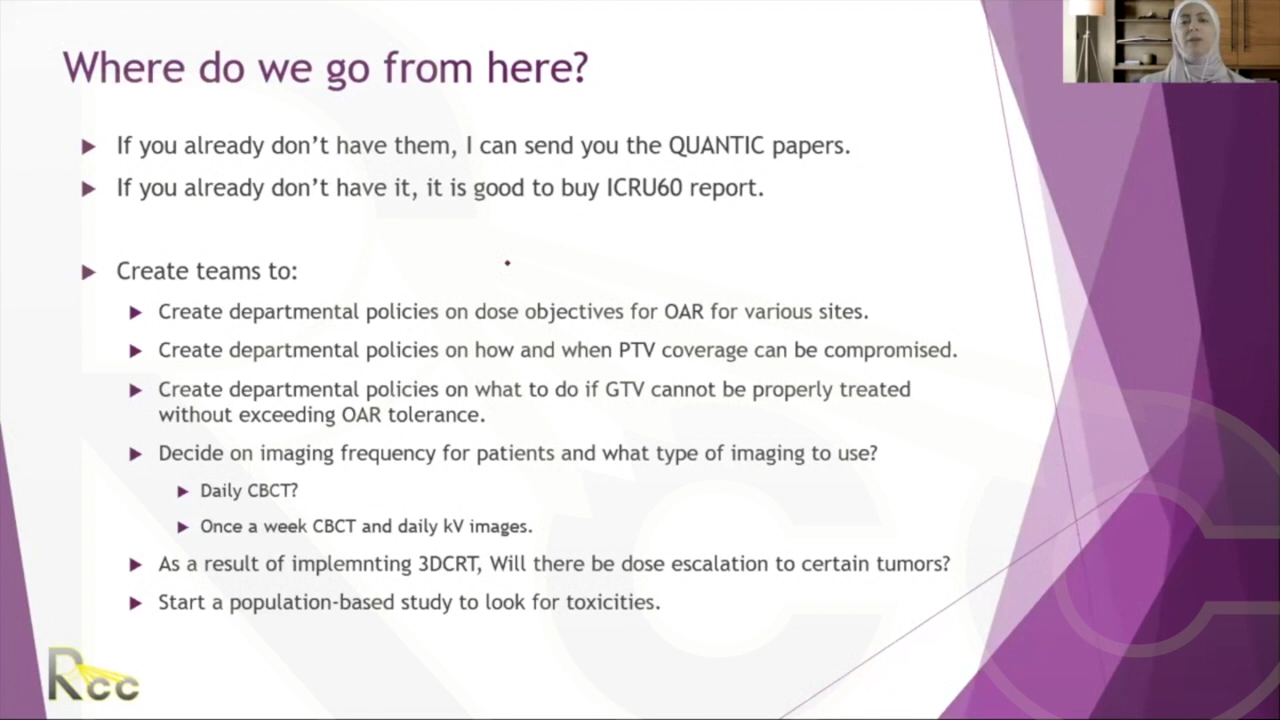 Where do we go from here?
If you already don't have them, I can send you the QUANTIC papers.
If you already don't have it, it is good to buy ICRU60 report.
Create teams to:
Create departmental policies on dose objectives for OAR for various sites.
Create departmental policies on how and when PTV coverage can be compromised.
Create departmental policies on what to do if GTV cannot be properly treated
without exceeding OAR tolerance.
Decide on imaging frequency for patients and what type of imaging to use?
Daily CBCT?
Once a week CBCT and daily kV images.
As a result of implemnting 3DCRT, Will there be dose escalation to certain tumors?
Start a population-based study to look for toxicities.
Rcc